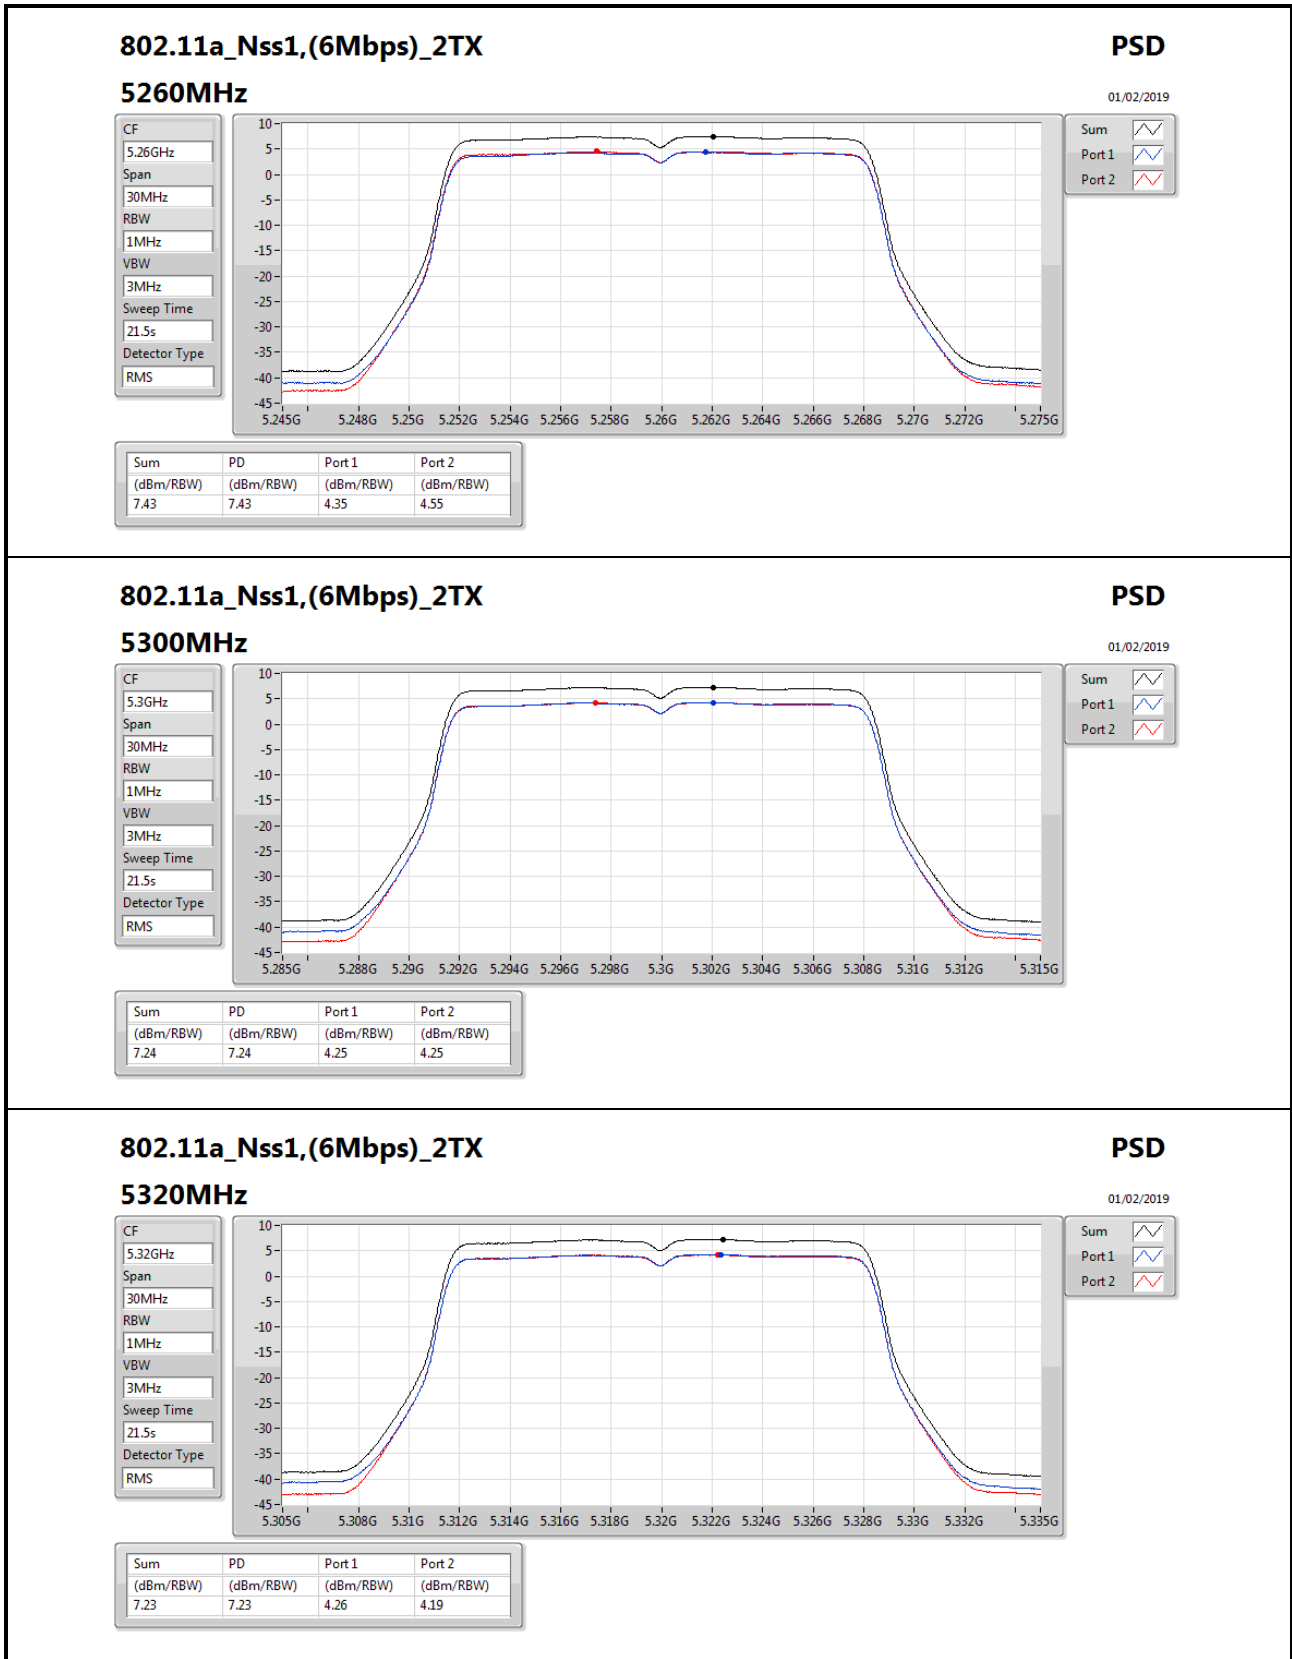 802.11a_Nss1,(6Mbps)_2TX PSD
5260MHz 01/02/2019
CF
5.26GHz
Span
30MHz
RBW
1MHz
VBW
3MHz
Sweep Time
21.5s
Detector Type
RMS
10
5
0
-5
-10
-15
-20
-25
-30
-35
-40
-45
5.245G 5.248G 5.25G 5.252G 5.254G 5.256G 5.258G 5.26G 5.262G 5.264G 5.266G 5.268G 5.27G 5.272G 5.275G
Sum
Port 1
Port 2
Sum PD Port 1 Port 2
(dBm/RBW) (dBm/RBW) (dBm/RBW) (dBm/RBW)
7.43 7.43 4.35 4.55
802.11a_Nss1,(6Mbps)_2TX PSD
5300MHz 01/02/2019
CF
5.3GHz
Span
30MHz
RBW
1MHz
VBW
3MHz
Sweep Time
21.5s
Detector Type
RMS
10
5
0
-5
-10
-15
-20
-25
-30
-35
-40
-45
5.285G 5.288G 5.29G 5.292G 5.294G 5.296G 5.298G 5.3G 5.302G 5.304G 5.306G 5.308G 5.31G 5.312G 5.315G
Sum
Port 1
Port 2
Sum PD Port 1 Port 2
(dBm/RBW) (dBm/RBW) (dBm/RBW) (dBm/RBW)
7.24 7.24 4.25 4.25
802.11a_Nss1,(6Mbps)_2TX PSD
5320MHz 01/02/2019
CF
5.32GHz
Span
30MHz
RBW
1MHz
VBW
3MHz
Sweep Time
21.5s
Detector Type
RMS
10
5
0
-5
-10
-15
-20
-25
-30
-35
-40
-45
5.305G 5.308G 5.31G 5.312G 5.314G 5.316G 5.318G 5.32G 5.322G 5.324G 5.326G 5.328G 5.33G 5.332G 5.335G
Sum
Port 1
Port 2
Sum PD Port 1 Port 2
(dBm/RBW) (dBm/RBW) (dBm/RBW) (dBm/RBW)
7.23 7.23 4.26 4.19